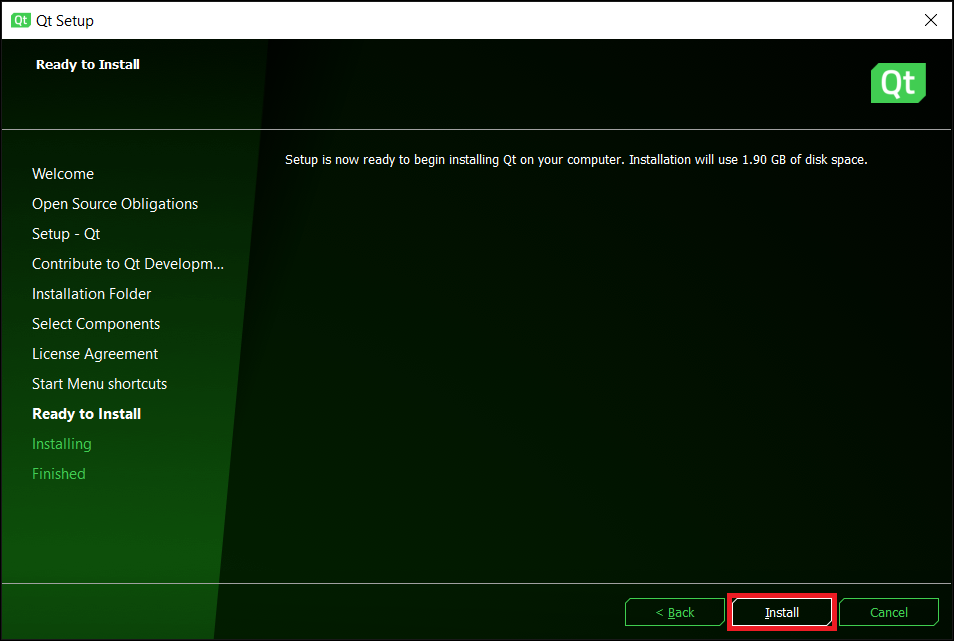 Qt Qt Setup
Ready to Install
Qt
Setup is now ready to begin installing Qt on your computer. Installation will use 1.90 GB of disk space.
Welcome
Open Source Obligations
Setup - Qt
Contribute to Qt Developm...
Installation Folder
Select Components
License Agreement
Start Menu shortcuts
Ready to Install
Installing
Finished
< Back Install Cancel